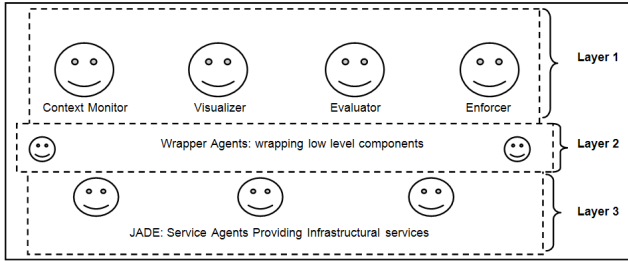 Layer 1
Context Monitor Visualizer Evaluator Enforcer
Wrapper Agents: wrapping low level components
Layer 2
Layer 3
JADE: Service Agents Providing Infrastructural services